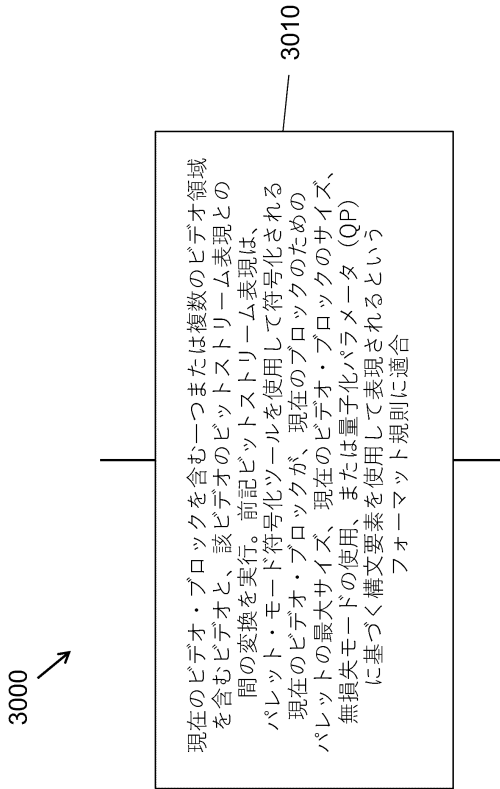 3000
3010
現在のビデオ・ブロックを含む一つまたは複数のビデオ領域
を含むビデオと、該ビデオのビットストリーム表現との
間の変換を実行。前記ビットストリーム表現は、
パレット・モード符号化ツールを使用して符号化される
現在のビデオ・ブロックが、現在のブロックのための
パレットの最大サイズ、現在のビデオ・ブロックのサイズ、
無損失モードの使用、または量子化パラメータ（QP）
に基づく構文要素を使用して表現されるという
フォーマット規則に適合